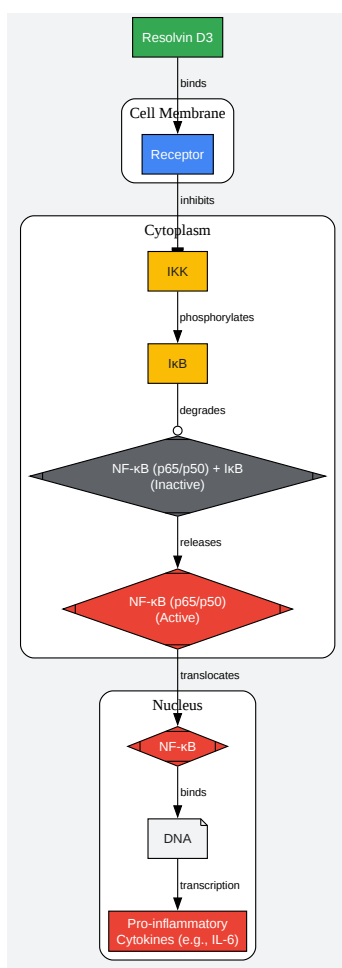 Resolvin D3
binds
Cell Membrane
Receptor
inhibits
Cytoplasm
IKK
phosphorylates
IκB
degrades
NF-κB (p65/p50) + IκB
(Inactive)
releases
NF-κB (p65/p50)
(Active)
translocates
Nucleus
NF-κB
binds
DNA
transcription
Pro-inflammatory
Cytokines (e.g., IL-6)